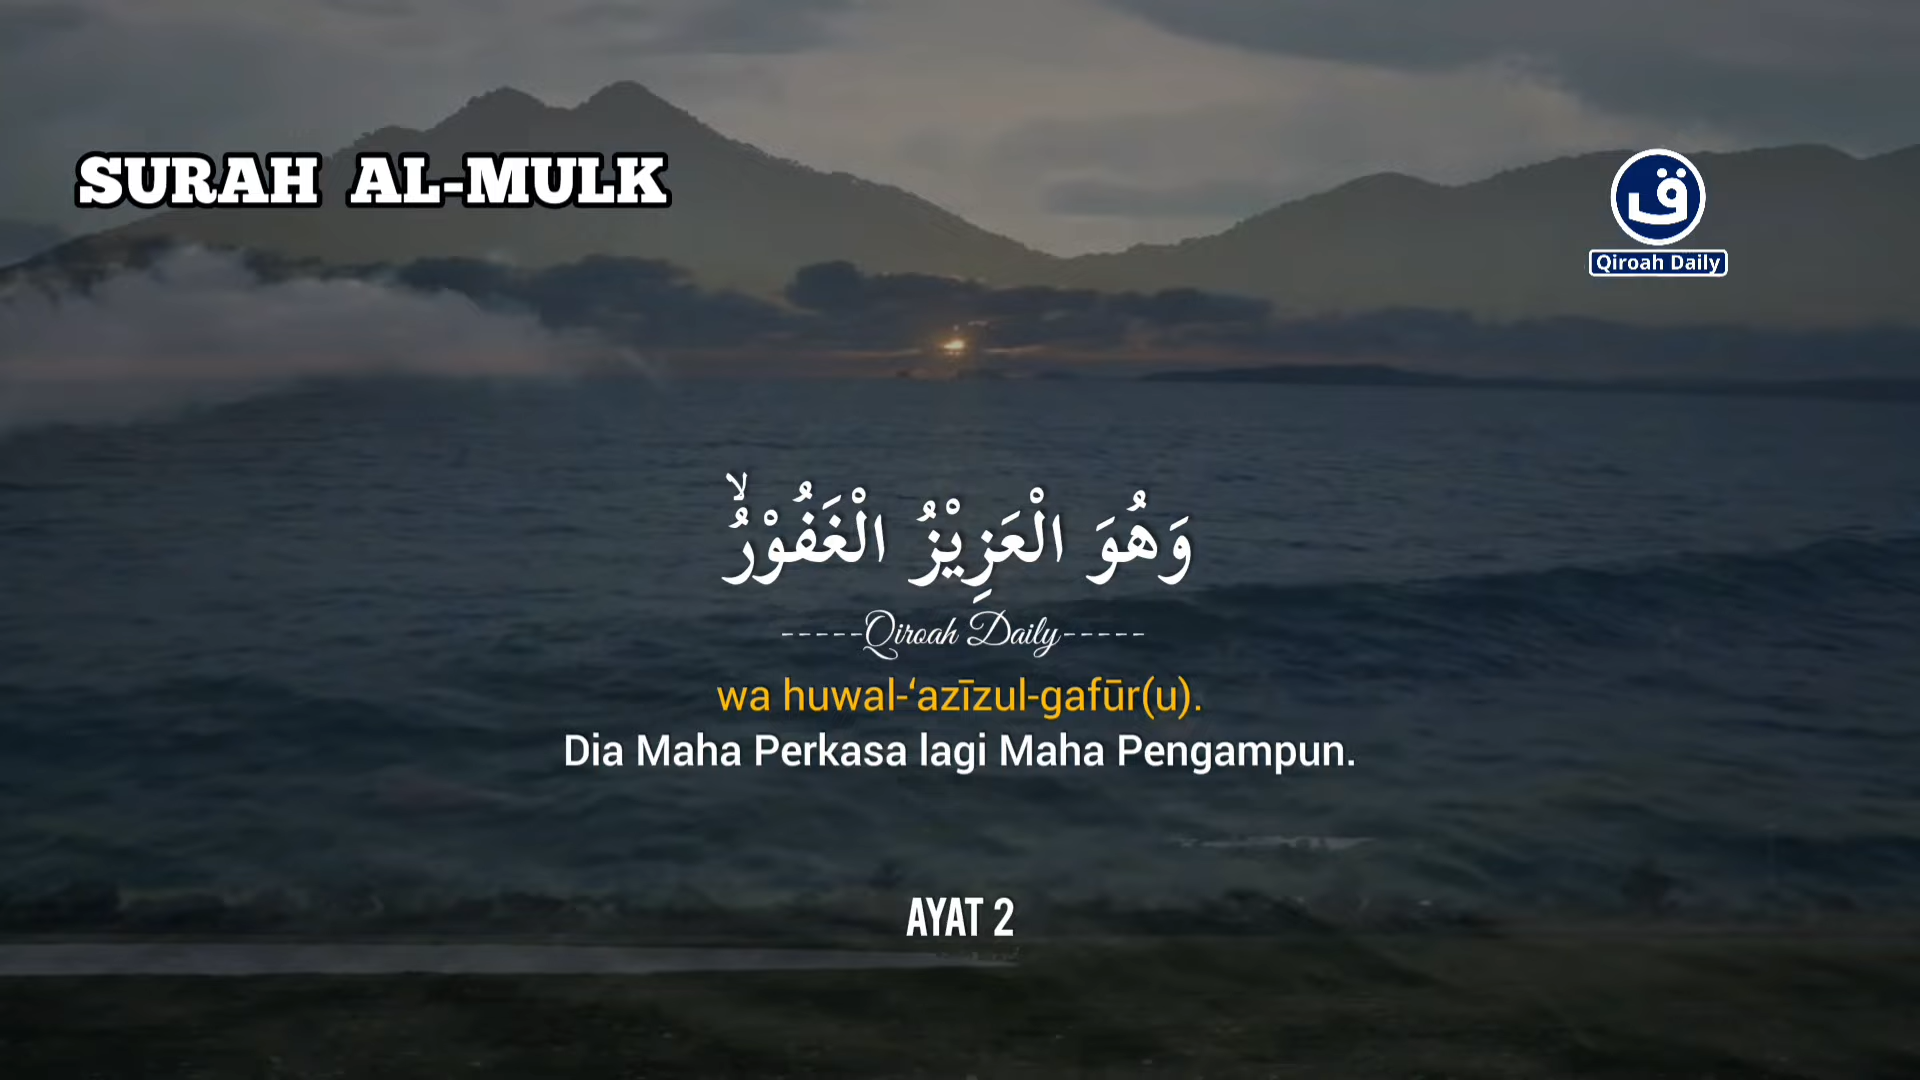 SURAH AL-MULK
ق
Qiroah Daily
وَهُوَ الْعَزِيْزُ الْغَفُوْرُۙ
-----Qiroah Daily-----
wa huwal-‘azīzul-gafūr(u).
Dia Maha Perkasa lagi Maha Pengampun.
AYAT 2